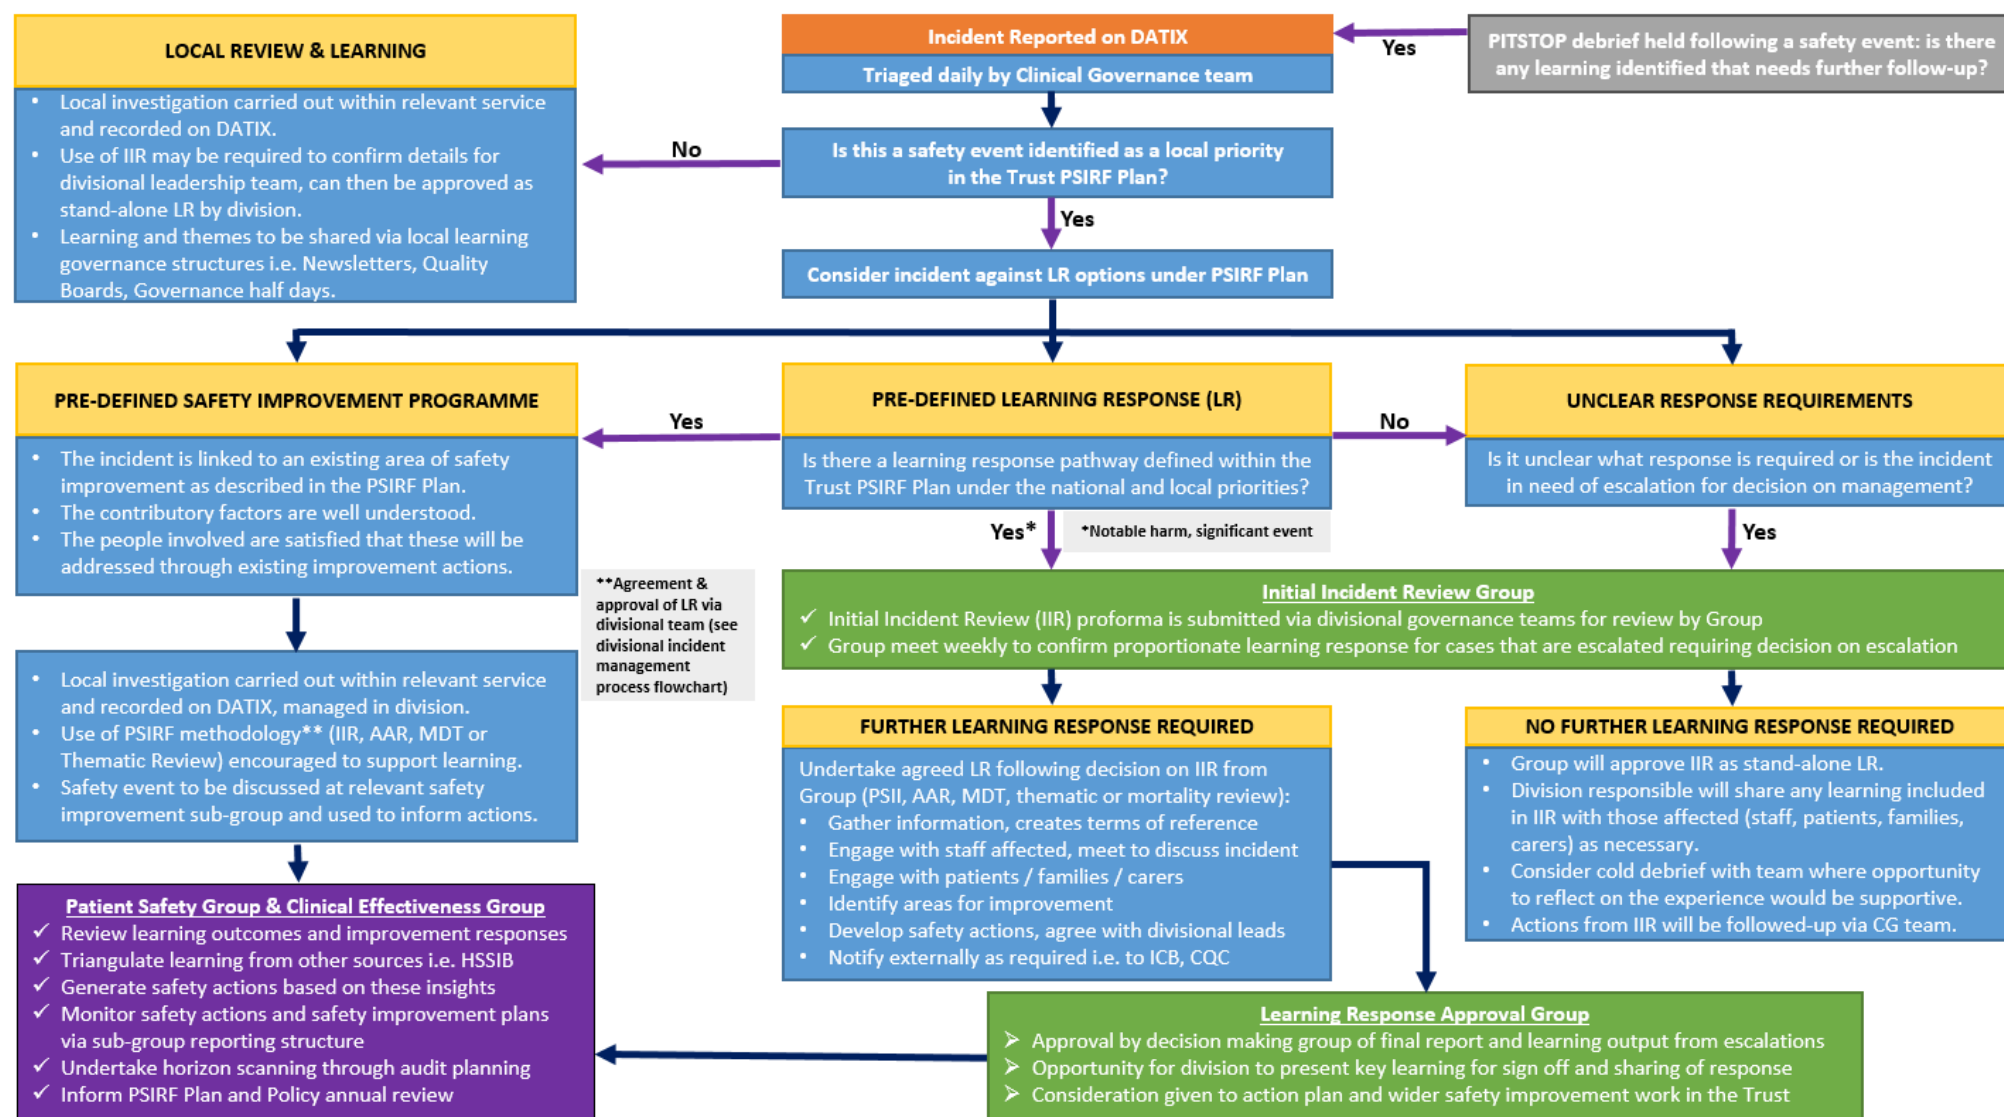 LOCAL REVIEW & LEARNING
• Local investigation carried out within relevant service
and recorded on DATIX.
• Use of IIR may be required to confirm details for
divisional leadership team, can then be approved as
stand-alone LR by division.
• Learning and themes to be shared via local learning
governance structures i.e. Newsletters, Quality
Boards, Governance half days.
Incident Reported on DATIX
Triaged daily by Clinical Governance team
Yes
PITSTOP debrief held following a safety event: is there
any learning identified that needs further follow-up?
No
Is this a safety event identified as a local priority
in the Trust PSIRF Plan?
Yes
Consider incident against LR options under PSIRF Plan
PRE-DEFINED SAFETY IMPROVEMENT PROGRAMME
• The incident is linked to an existing area of safety
improvement as described in the PSIRF Plan.
• The contributory factors are well understood.
• The people involved are satisfied that these will be
addressed through existing improvement actions.
Yes
PRE-DEFINED LEARNING RESPONSE (LR)
Is there a learning response pathway defined within the
Trust PSIRF Plan under the national and local priorities?
No
UNCLEAR RESPONSE REQUIREMENTS
Is it unclear what response is required or is the incident
in need of escalation for decision on management?
Yes*
*Notable harm, significant event
Yes
**Agreement &
approval of LR via
divisional team (see
divisional incident
management
process flowchart)
Initial Incident Review Group
✓ Initial Incident Review (IIR) proforma is submitted via divisional governance teams for review by Group
✓ Group meet weekly to confirm proportionate learning response for cases that are escalated requiring decision on escalation
• Local investigation carried out within relevant service
and recorded on DATIX, managed in division.
• Use of PSIRF methodology** (IIR, AAR, MDT or
Thematic Review) encouraged to support learning.
• Safety event to be discussed at relevant safety
improvement sub-group and used to inform actions.
FURTHER LEARNING RESPONSE REQUIRED
Undertake agreed LR following decision on IIR from
Group (PSII, AAR, MDT, thematic or mortality review):
• Gather information, creates terms of reference
• Engage with staff affected, meet to discuss incident
• Engage with patients / families / carers
• Identify areas for improvement
• Develop safety actions, agree with divisional leads
• Notify externally as required i.e. to ICB, CQC
NO FURTHER LEARNING RESPONSE REQUIRED
• Group will approve IIR as stand-alone LR.
• Division responsible will share any learning included
in IIR with those affected (staff, patients, families,
carers) as necessary.
• Consider cold debrief with team where opportunity
to reflect on the experience would be supportive.
• Actions from IIR will be followed-up via CG team.
Patient Safety Group & Clinical Effectiveness Group
✓ Review learning outcomes and improvement responses
✓ Triangulate learning from other sources i.e. HSSIB
✓ Generate safety actions based on these insights
✓ Monitor safety actions and safety improvement plans
via sub-group reporting structure
✓ Undertake horizon scanning through audit planning
✓ Inform PSIRF Plan and Policy annual review
Learning Response Approval Group
➢ Approval by decision making group of final report and learning output from escalations
➢ Opportunity for division to present key learning for sign off and sharing of response
➢ Consideration given to action plan and wider safety improvement work in the Trust